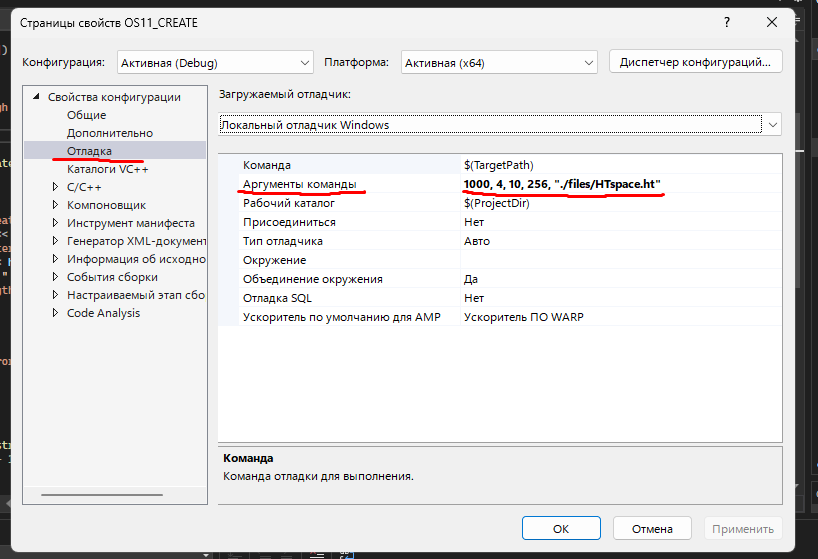 Страницы свойств OS11_CREATE
Конфигурация: Активная (Debug) Платформа: Активная (x64) Диспетчер конфигураций...
Свойства конфигурации
Общие
Дополнительно
Отладка
Каталоги VC++
C/C++
Компоновщик
Инструмент манифеста
Генератор XML-документ
Информация об исходно
События сборки
Настраиваемый этап сбо
Code Analysis
Загружаемый отладчик:
Локальный отладчик Windows
Команда $(TargetPath)
Аргументы команды 1000, 4, 10, 256, "./files/HTspace.ht"
Рабочий каталог $(ProjectDir)
Присоединиться Нет
Тип отладчика Авто
Окружение
Объединение окружения Да
Отладка SQL Нет
Ускоритель по умолчанию для AMP Ускоритель ПО WARP
Команда
Команда отладки для выполнения.
ОК Отмена Применить